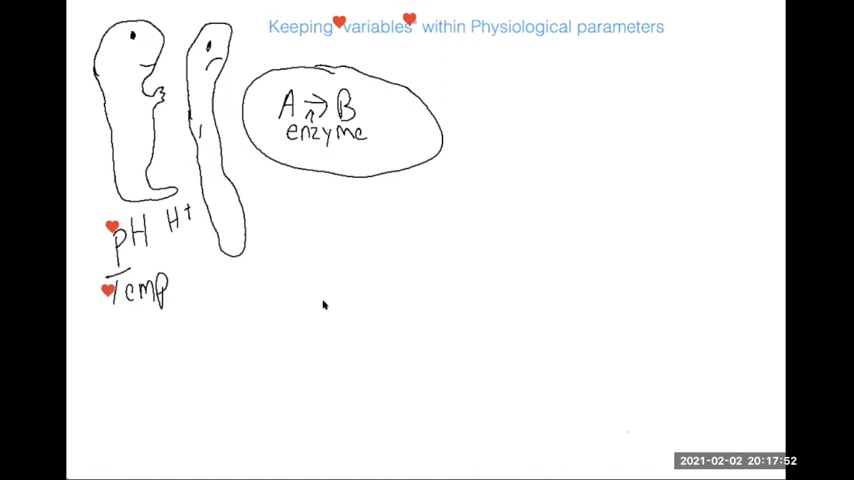 Keeping variables within Physiological parameters
A → B
enzyme
pH H+
Temp
2021-02-02 20:17:52